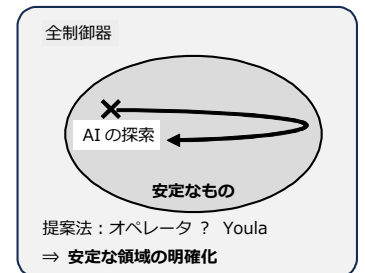 全制御器
AI の探索
安定なもの
提案法：オペレータ ? Youla
⇒ 安定な領域の明確化